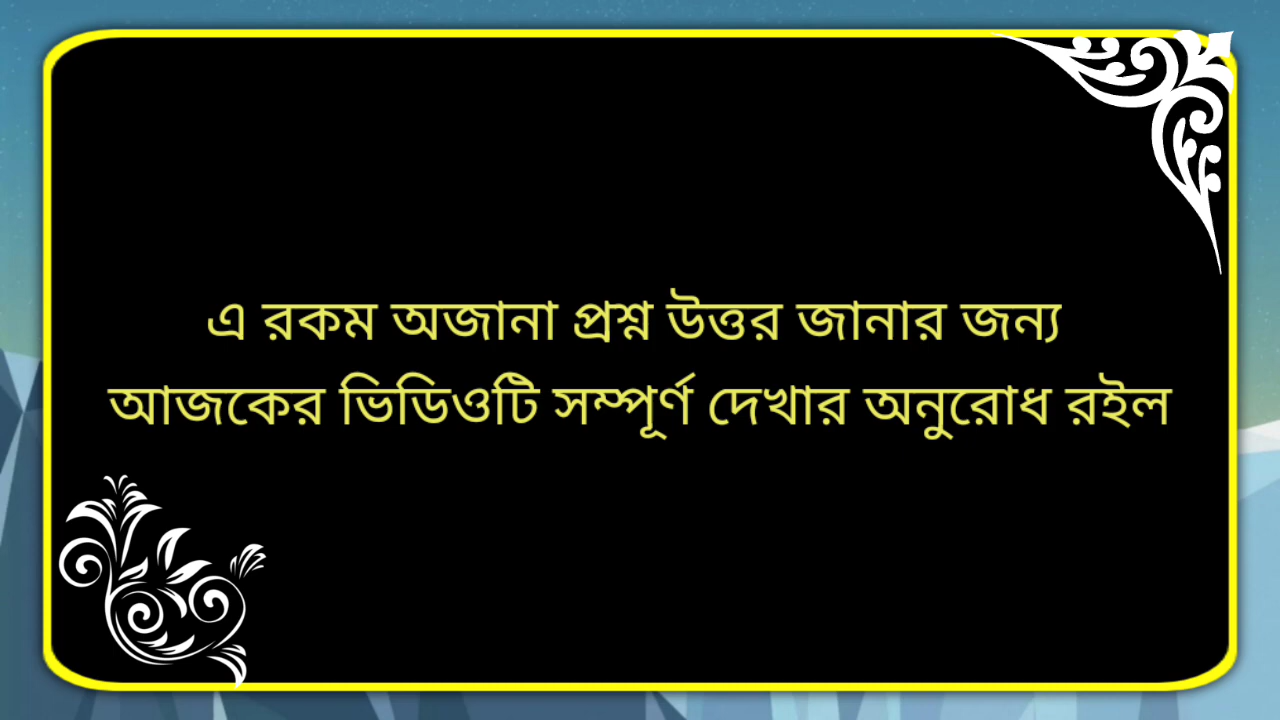 এ রকম অজানা প্রশ্ন উত্তর জানার জন্য
আজকের ভিডিওটি সম্পূর্ণ দেখার অনুরোধ রইল